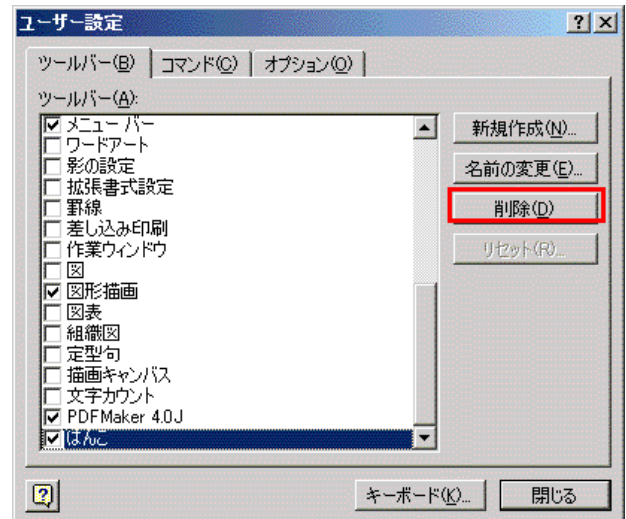 ユーザー設定
ツールバー(B) コマンド(C) オプション(O)
ツールバー(A):
メニュー バー
ワードアート
影の設定
拡張書式設定
罫線
差し込み印刷
作業ウィンドウ
図
図形描画
図表
組織図
定型句
描画キャンバス
文字カウント
PDFMaker 4.0J
はんこ
新規作成(N)...
名前の変更(E)...
削除(D)
リセット(R)...
キーボード(K)... 閉じる